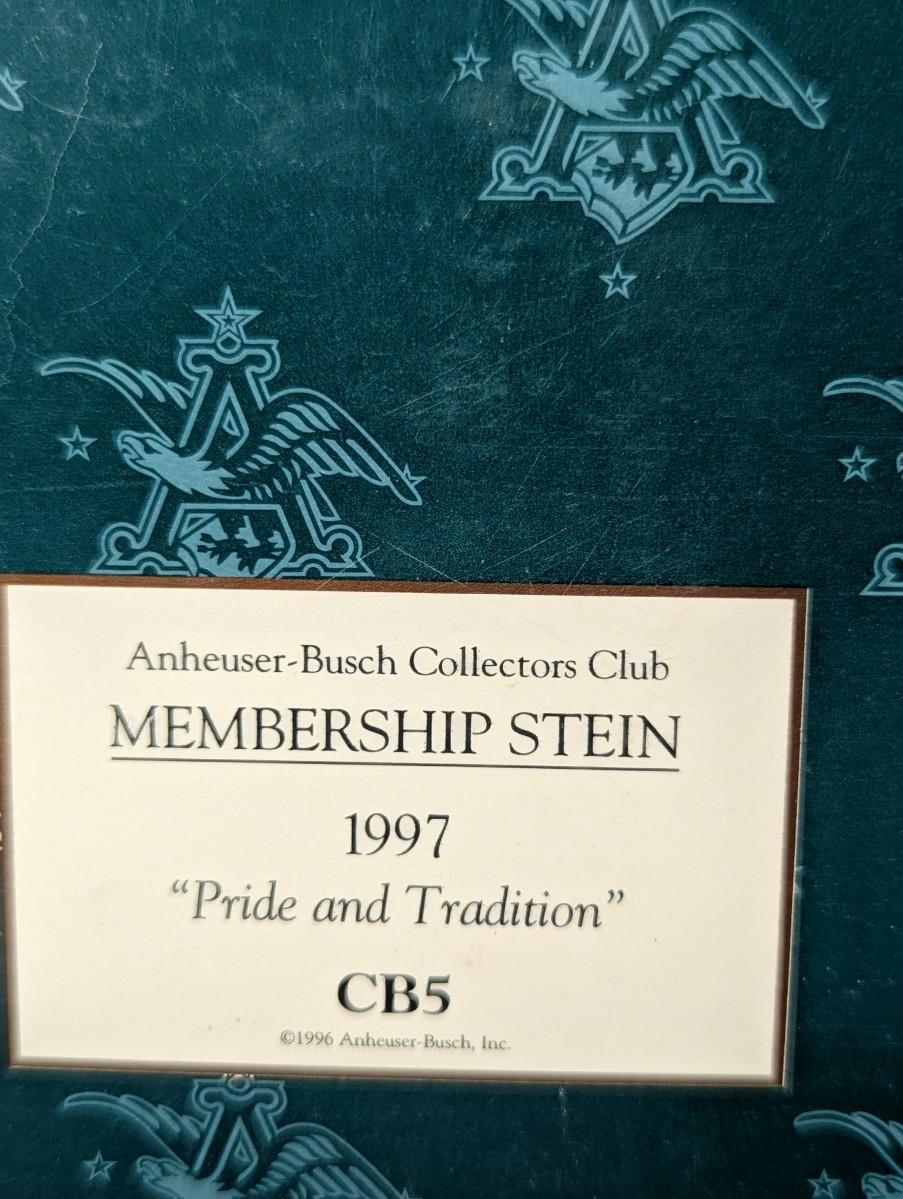 Anheuser-Busch Collectors Club
MEMBERSHIP STEIN
1997
“Pride and Tradition”
CB5
©1996 Anheuser-Busch, Inc.